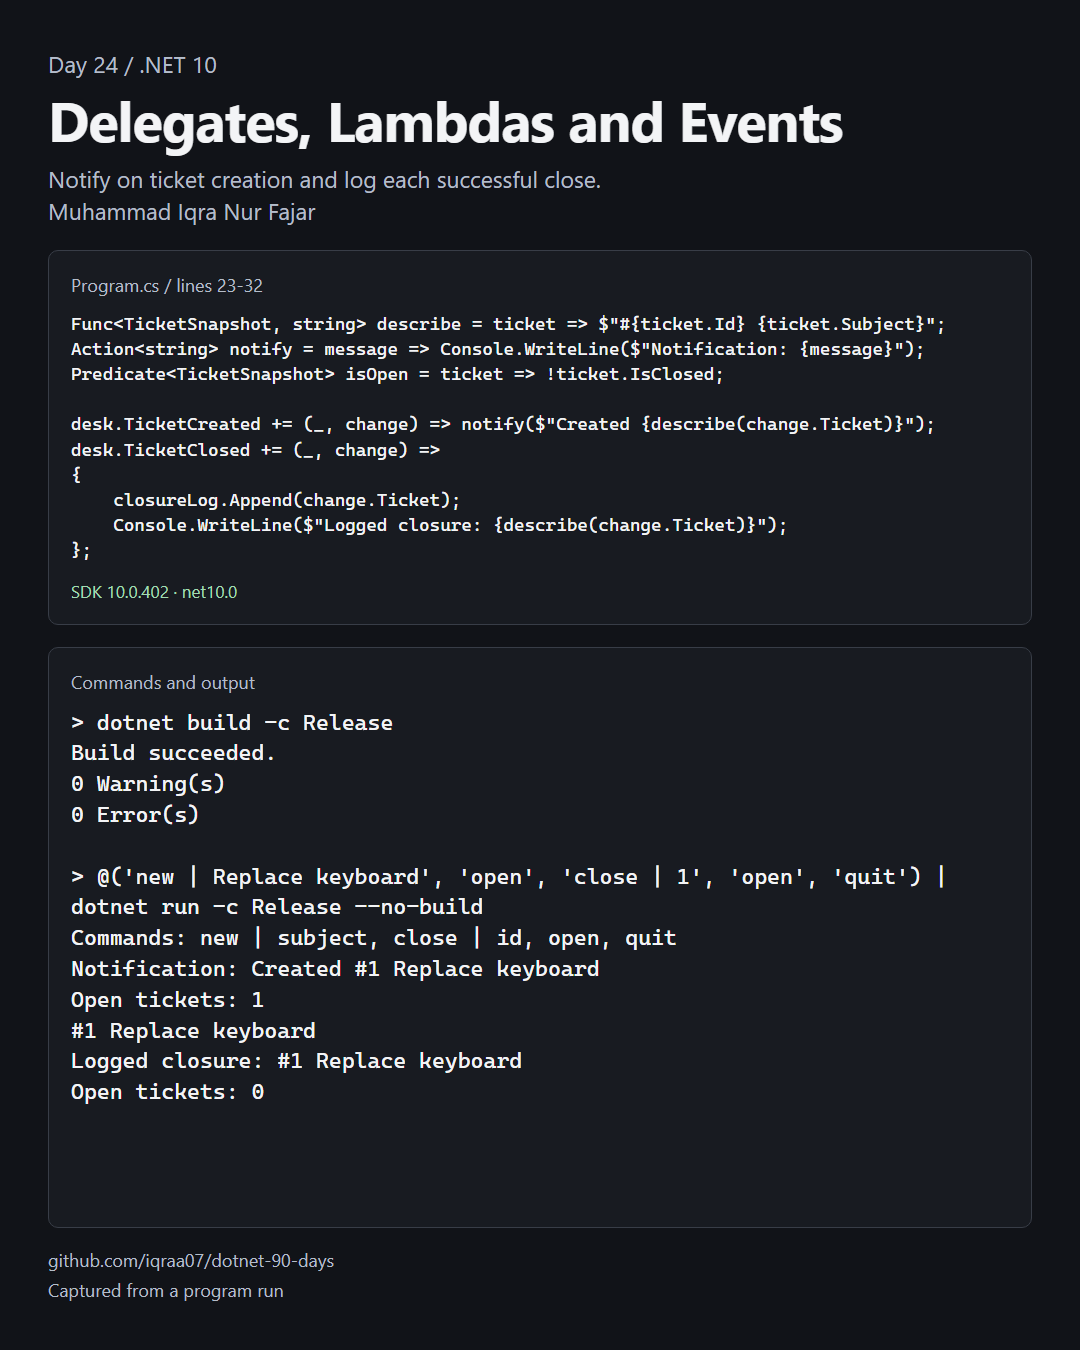 Day 24 / .NET 10
Delegates, Lambdas and Events
Notify on ticket creation and log each successful close.
Muhammad Iqra Nur Fajar
Program.cs / lines 23-32
Func<TicketSnapshot, string> describe = ticket => $"#{ticket.Id} {ticket.Subject}";
Action<string> notify = message => Console.WriteLine($"Notification: {message}");
Predicate<TicketSnapshot> isOpen = ticket => !ticket.IsClosed;

desk.TicketCreated += (_, change) => notify($"Created {describe(change.Ticket)}");
desk.TicketClosed += (_, change) =>
{
    closureLog.Append(change.Ticket);
    Console.WriteLine($"Logged closure: {describe(change.Ticket)}");
};
SDK 10.0.402 · net10.0
Commands and output
> dotnet build -c Release
Build succeeded.
0 Warning(s)
0 Error(s)

> @('new | Replace keyboard', 'open', 'close | 1', 'open', 'quit') |
dotnet run -c Release --no-build
Commands: new | subject, close | id, open, quit
Notification: Created #1 Replace keyboard
Open tickets: 1
#1 Replace keyboard
Logged closure: #1 Replace keyboard
Open tickets: 0
github.com/iqraa07/dotnet-90-days
Captured from a program run